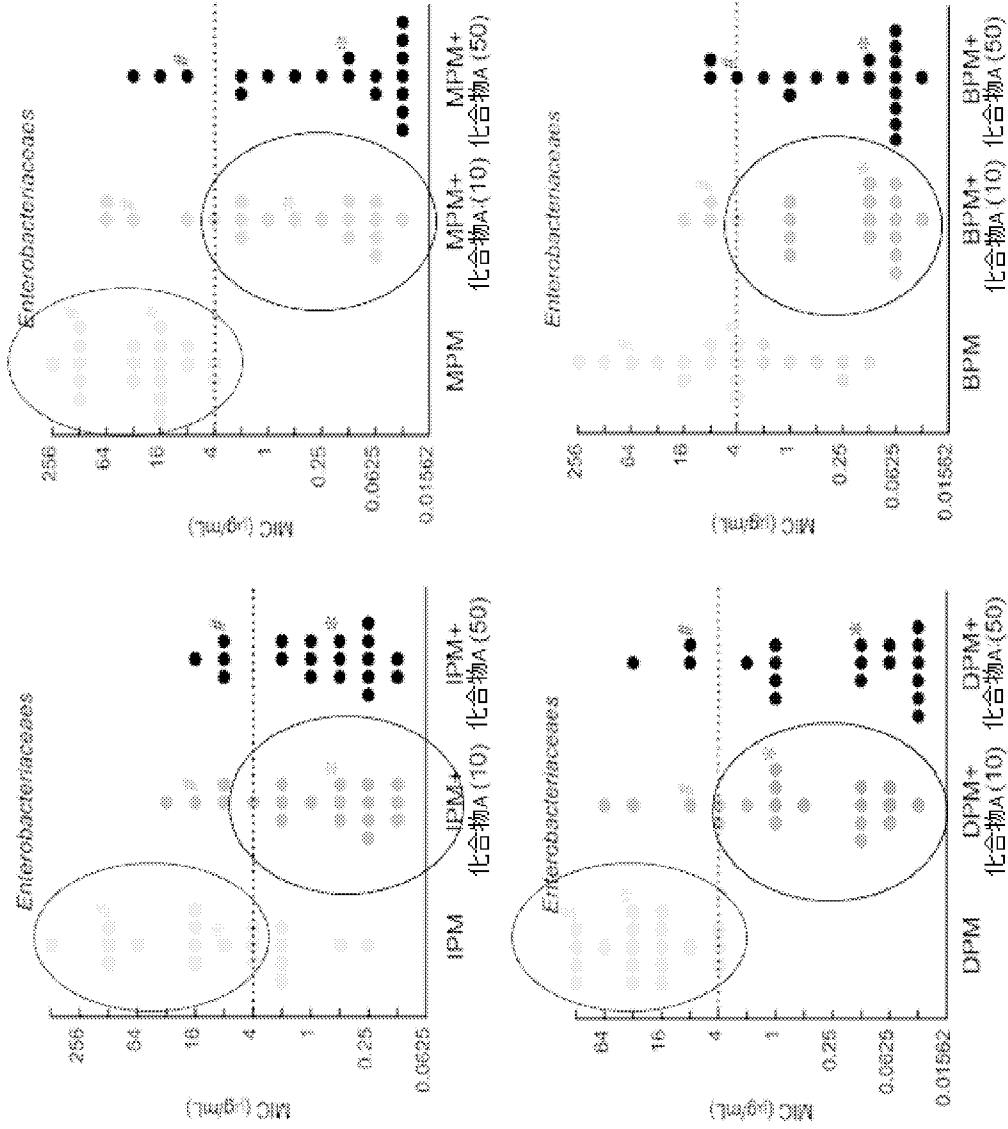 Enterobacteriaceaes
MIC (μg/mL)
256
64
16
4
1
0.25
0.0625
#
*
#
*
IPM
IPM+
化合物A (10)
IPM+
化合物A (50)
Enterobacteriaceaes
MIC (μg/mL)
256
64
16
4
1
0.25
0.0625
0.01562
#
*
#
*
MPM
MPM+
化合物A (10)
MPM+
化合物A (50)
Enterobacteriaceaes
MIC (μg/mL)
64
16
4
1
0.25
0.0625
0.01562
#
*
#
*
DPM
DPM+
化合物A (10)
DPM+
化合物A (50)
Enterobacteriaceaes
MIC (μg/mL)
256
64
16
4
1
0.25
0.0625
0.01562
#
*
#
*
BPM
BPM+
化合物A (10)
BPM+
化合物A (50)